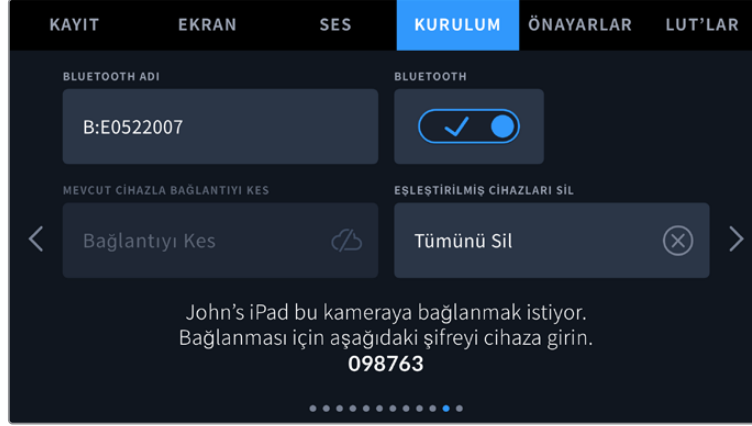 KAYIT EKRAN SES KURULUM ÖNAYARLAR LUT’LAR
BLUETOOTH ADI BLUETOOTH
B:E0522007
MEVCUT CİHAZLA BAĞLANTIYI KES EŞLEŞTİRİLMİŞ CİHAZLARI SİL
Bağlantıyı Kes Tümünü Sil
John’s iPad bu kameraya bağlanmak istiyor.
Bağlanması için aşağıdaki şifreyi cihaza girin.
098763